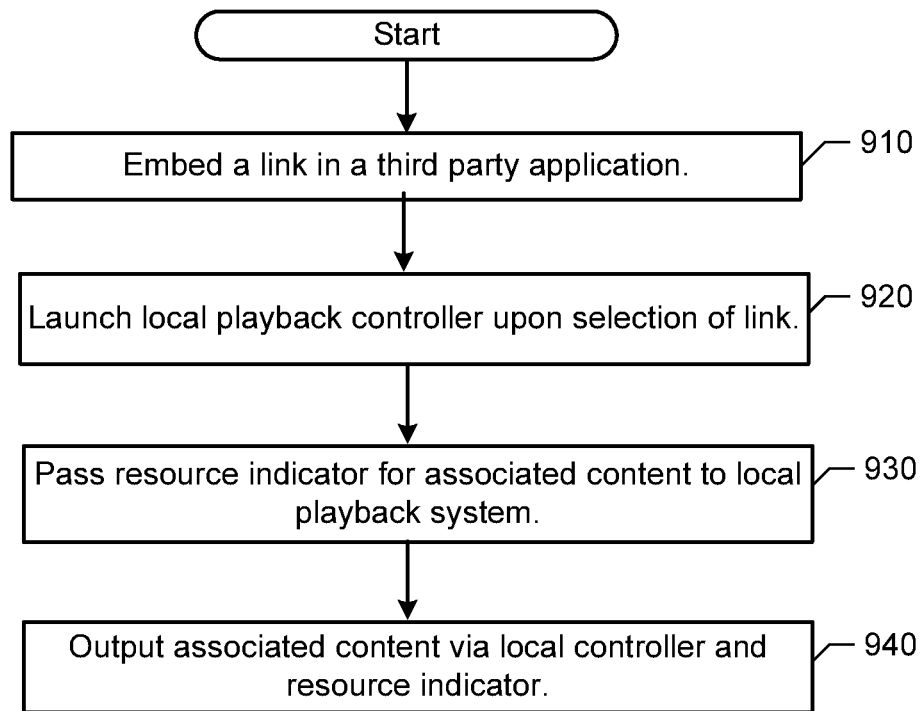 Start
Embed a link in a third party application.
910
Launch local playback controller upon selection of link.
920
Pass resource indicator for associated content to local
playback system.
930
Output associated content via local controller and
resource indicator.
940